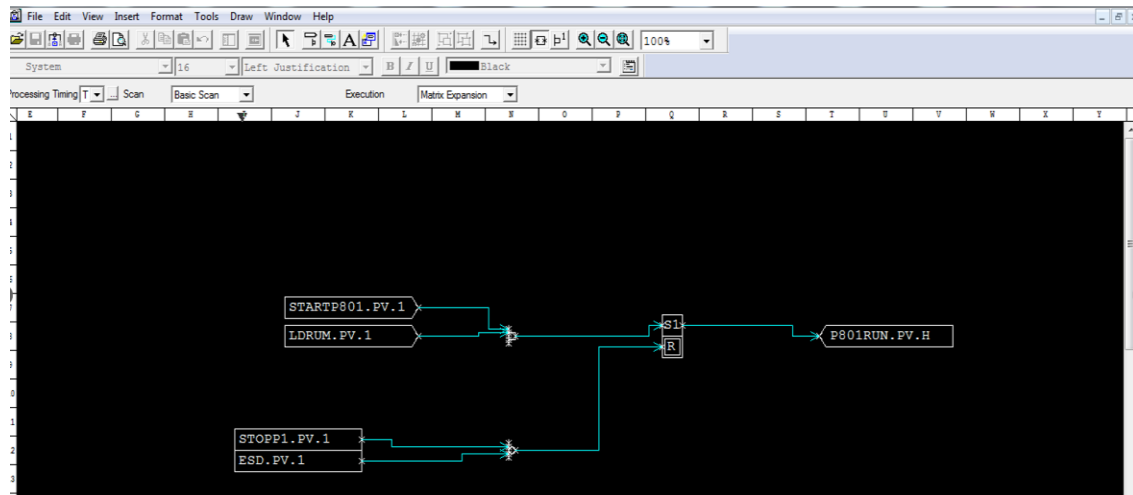 File Edit View Insert Format Tools Draw Window Help
A 100%
System 16 Left Justification B I U Black
Processing Timing T ... Scan Basic Scan Execution Matrix Expansion
E F G H J K L M N O P Q R S T U V W X Y
STARTP801.PV.1
S1
LDRUM.PV.1
P801RUN.PV.H
R
STOPP1.PV.1
ESD.PV.1